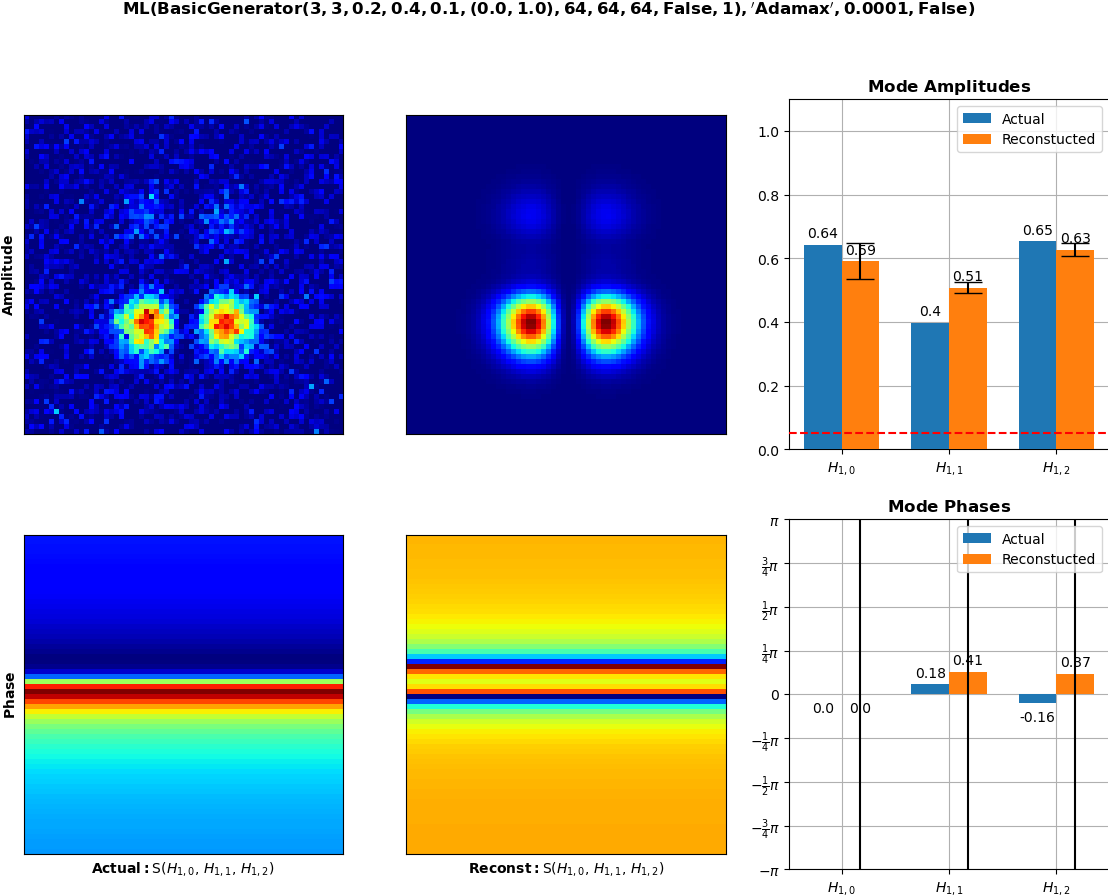 ML(BasicGenerator(3, 3, 0.2, 0.4, 0.1, (0.0, 1.0), 64, 64, 64, False, 1), 'Adamax', 0.0001, False)
Amplitude
Mode Amplitudes
Actual
Reconstucted
1.0
0.8
0.6
0.4
0.2
0.0
0.64
0.59
0.4
0.51
0.65
0.63
H1,0
H1,1
H1,2
Phase
Actual: S(H1,0, H1,1, H1,2)
Reconst: S(H1,0, H1,1, H1,2)
Mode Phases
Actual
Reconstucted
π
3/4π
1/2π
1/4π
0
−1/4π
−1/2π
−3/4π
−π
0.0
0.0
0.18
0.41
-0.16
0.37
H1,0
H1,1
H1,2